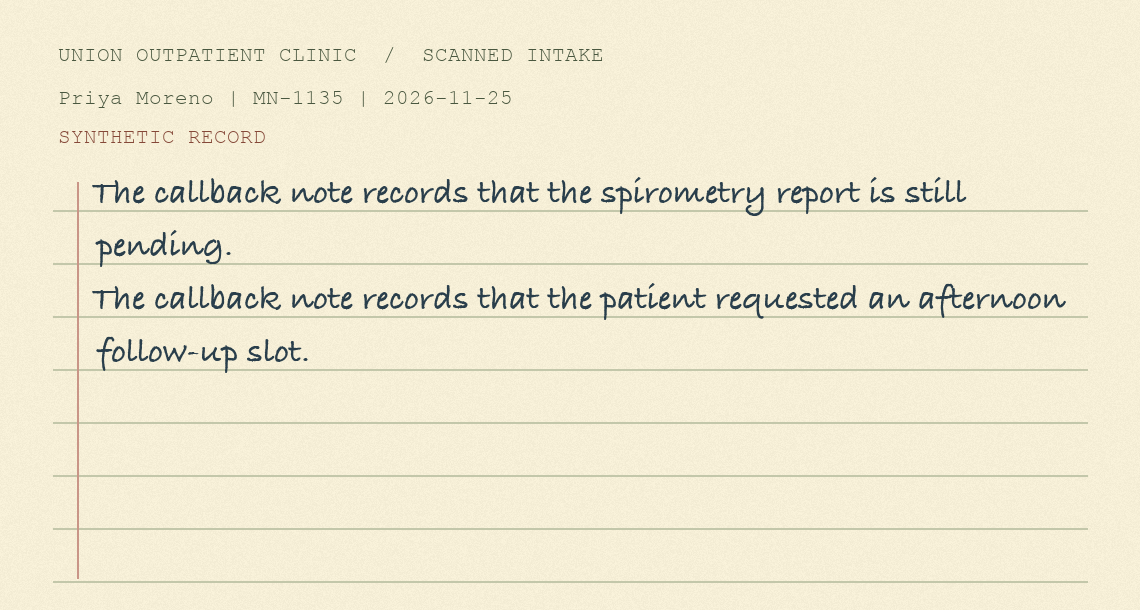 UNION OUTPATIENT CLINIC / SCANNED INTAKE
Priya Moreno | MN-1135 | 2026-11-25
SYNTHETIC RECORD
The callback note records that the spirometry report is still
pending.
The callback note records that the patient requested an afternoon
follow-up slot.